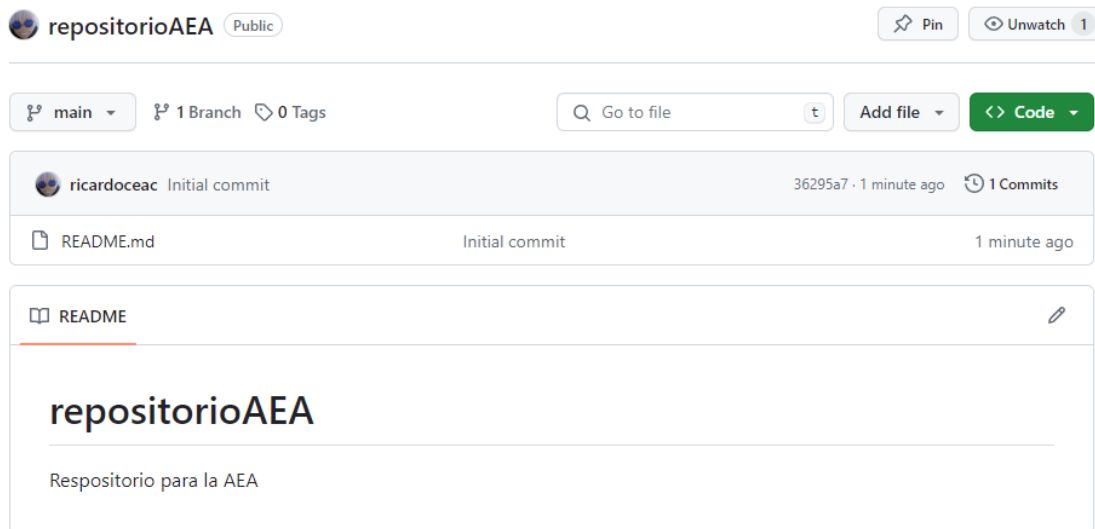 repositorioAEA Public Pin Unwatch 1
main 1 Branch 0 Tags Go to file t Add file <> Code
ricardoceac Initial commit 36295a7 · 1 minute ago 1 Commits
README.md Initial commit 1 minute ago
README
repositorioAEA
Respositorio para la AEA